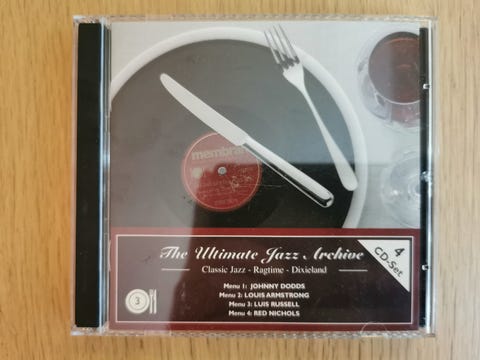 membran
The Ultimate Jazz Archive
Classic Jazz - Ragtime - Dixieland
4
CD-Set
Menu 1: JOHNNY DODDS
Menu 2: LOUIS ARMSTRONG
Menu 3: LUIS RUSSELL
Menu 4: RED NICHOLS
3